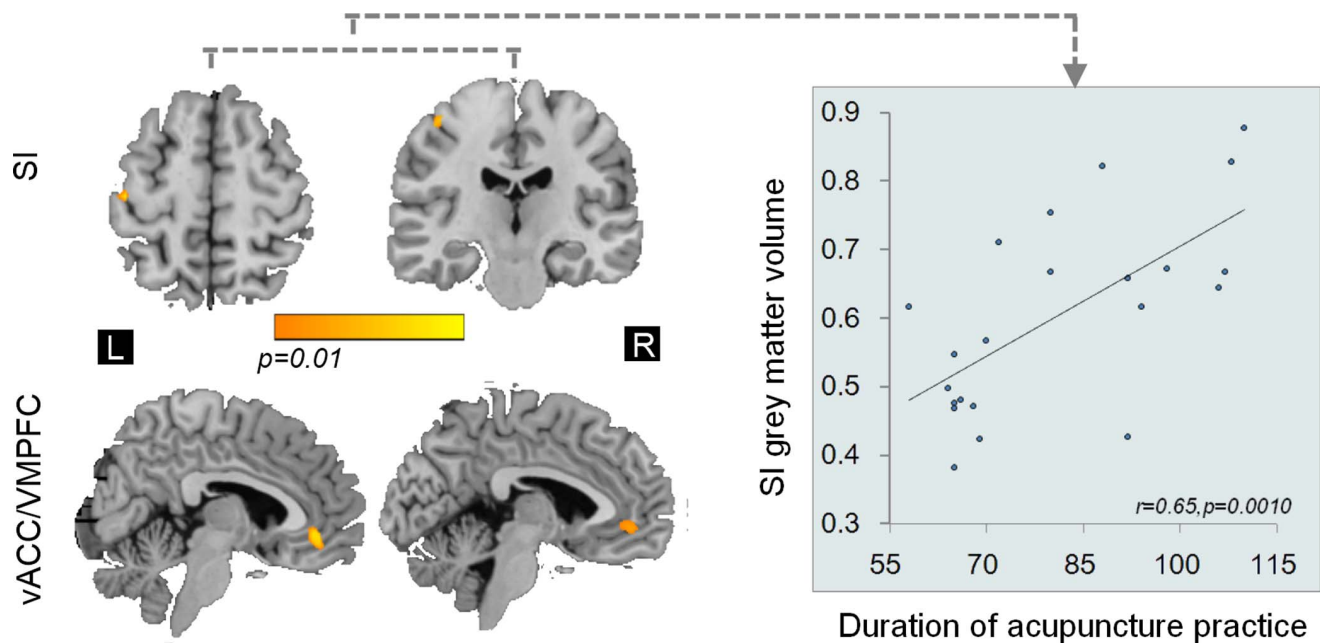 SI
L
R
p=0.01
vACC/VMPFC
SI grey matter volume
0.9
0.8
0.7
0.6
0.5
0.4
0.3
r=0.65,p=0.0010
55 70 85 100 115
Duration of acupuncture practice